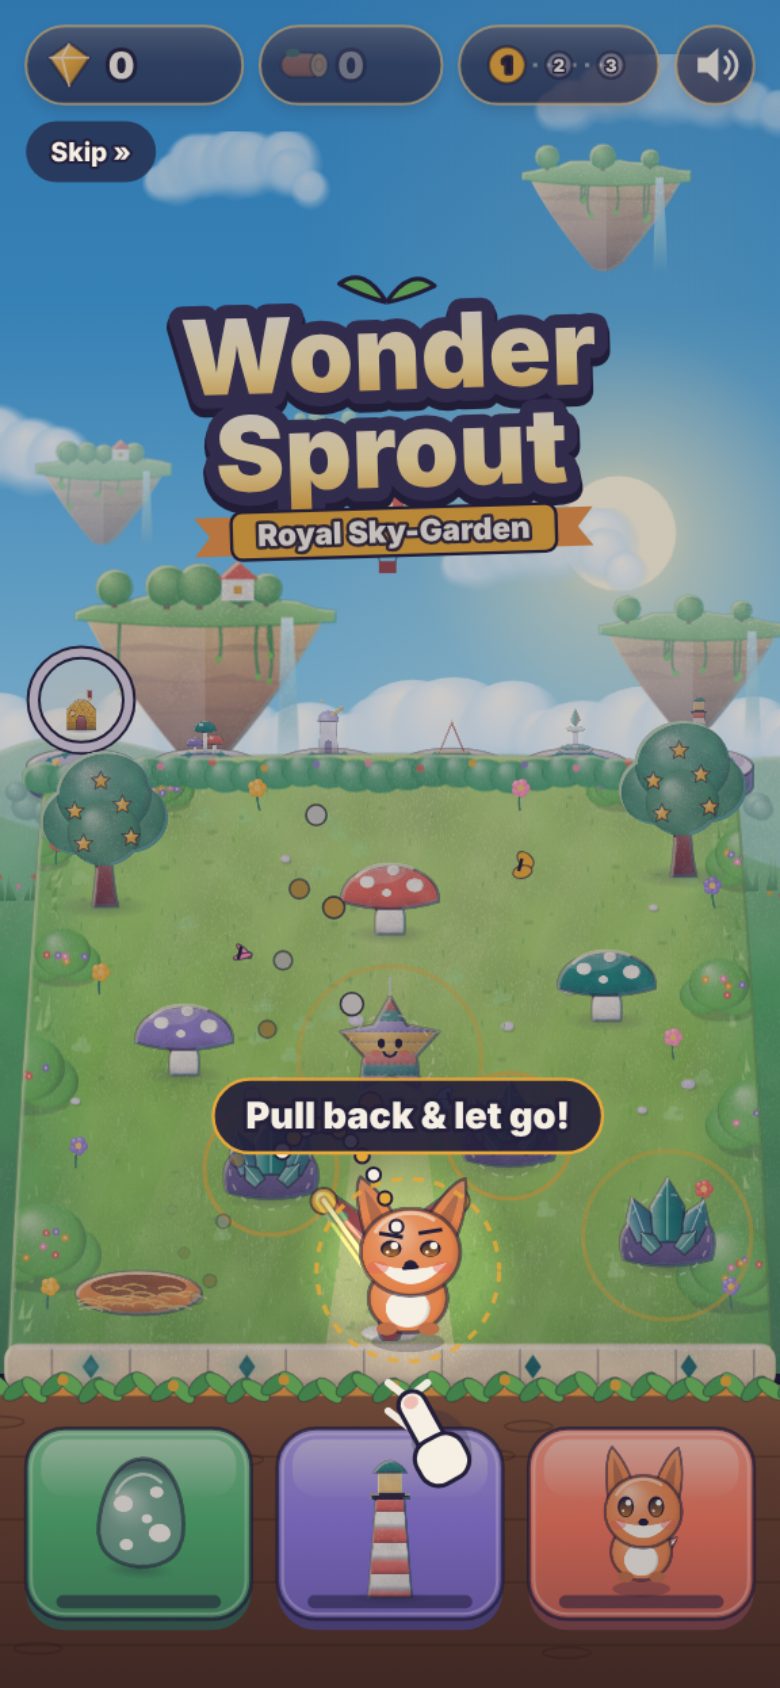 0
0
1 2 3
Skip »
Wonder
Sprout
Royal Sky-Garden
Pull back & let go!